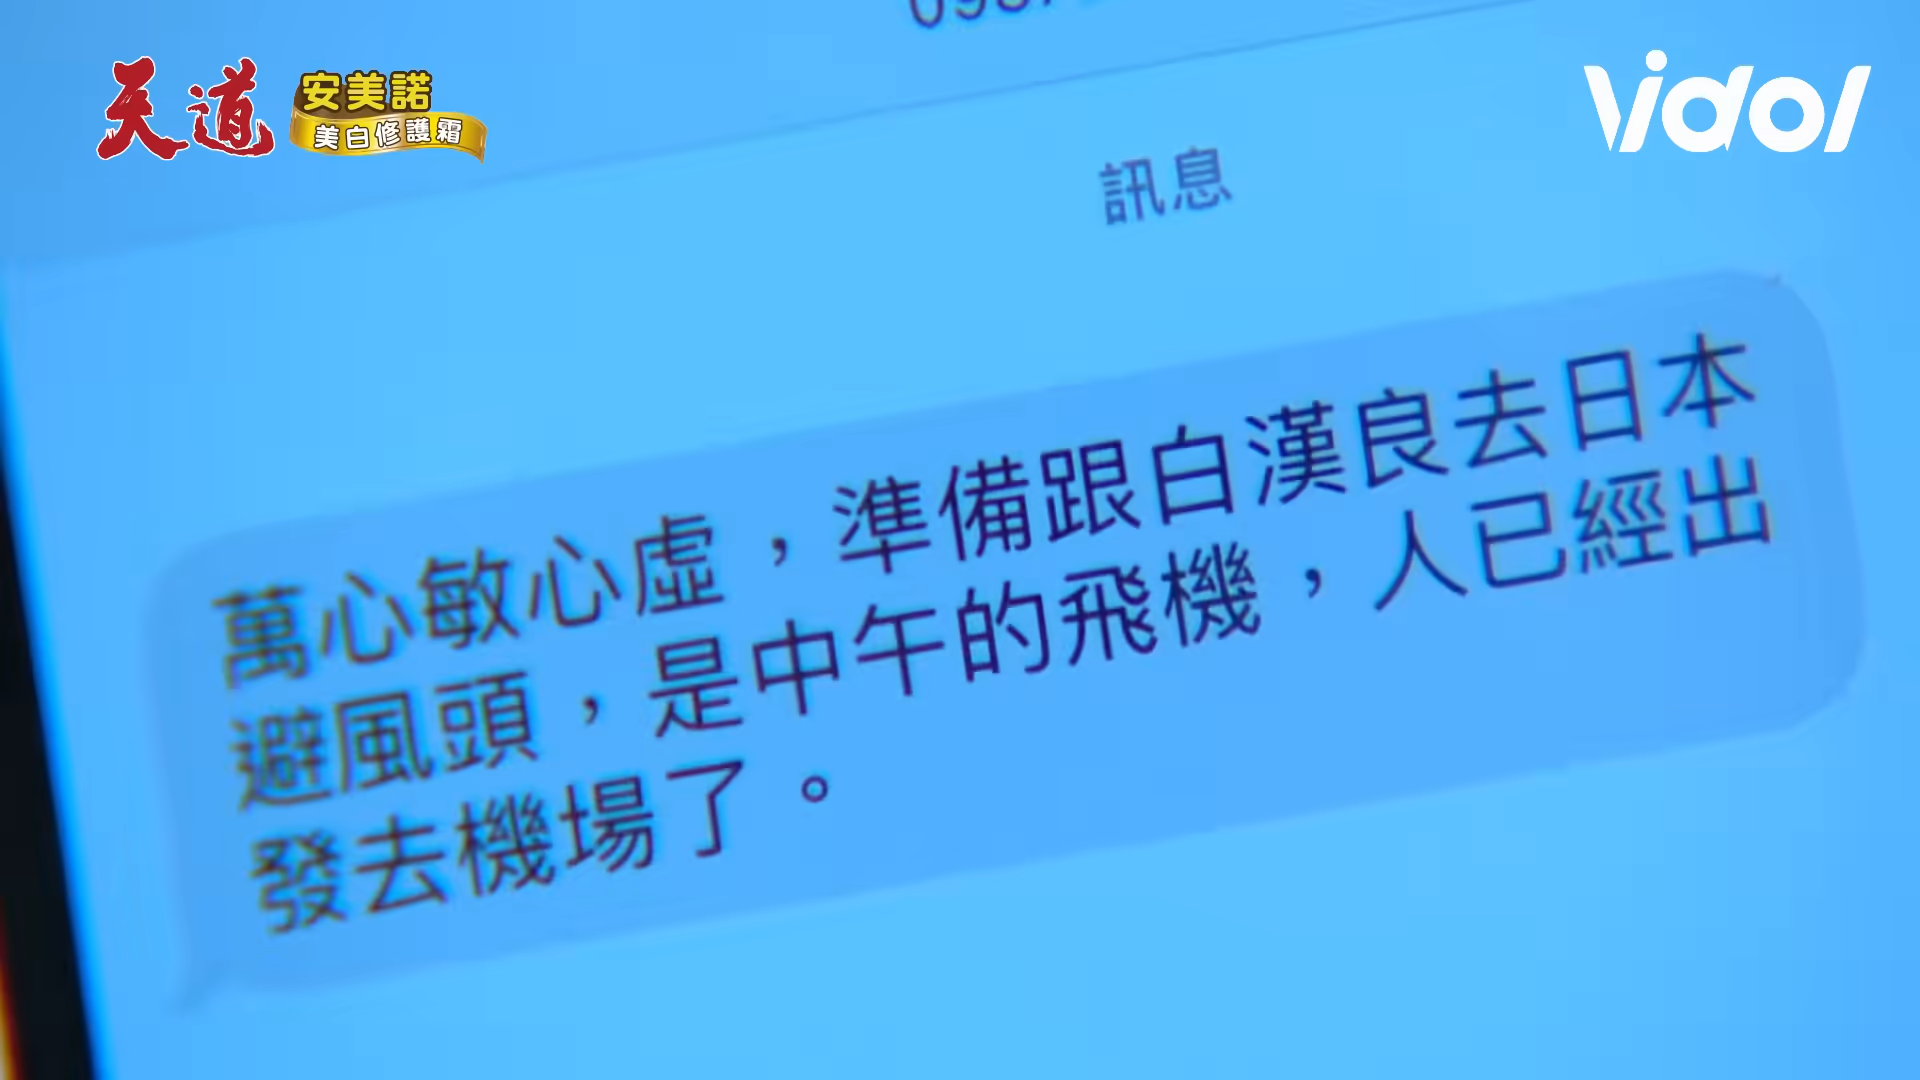 天道
安美諾
美白修護霜
Vidol
訊息
萬心敏心虛，準備跟白漢良去日本
避風頭，是中午的飛機，人已經出
發去機場了。